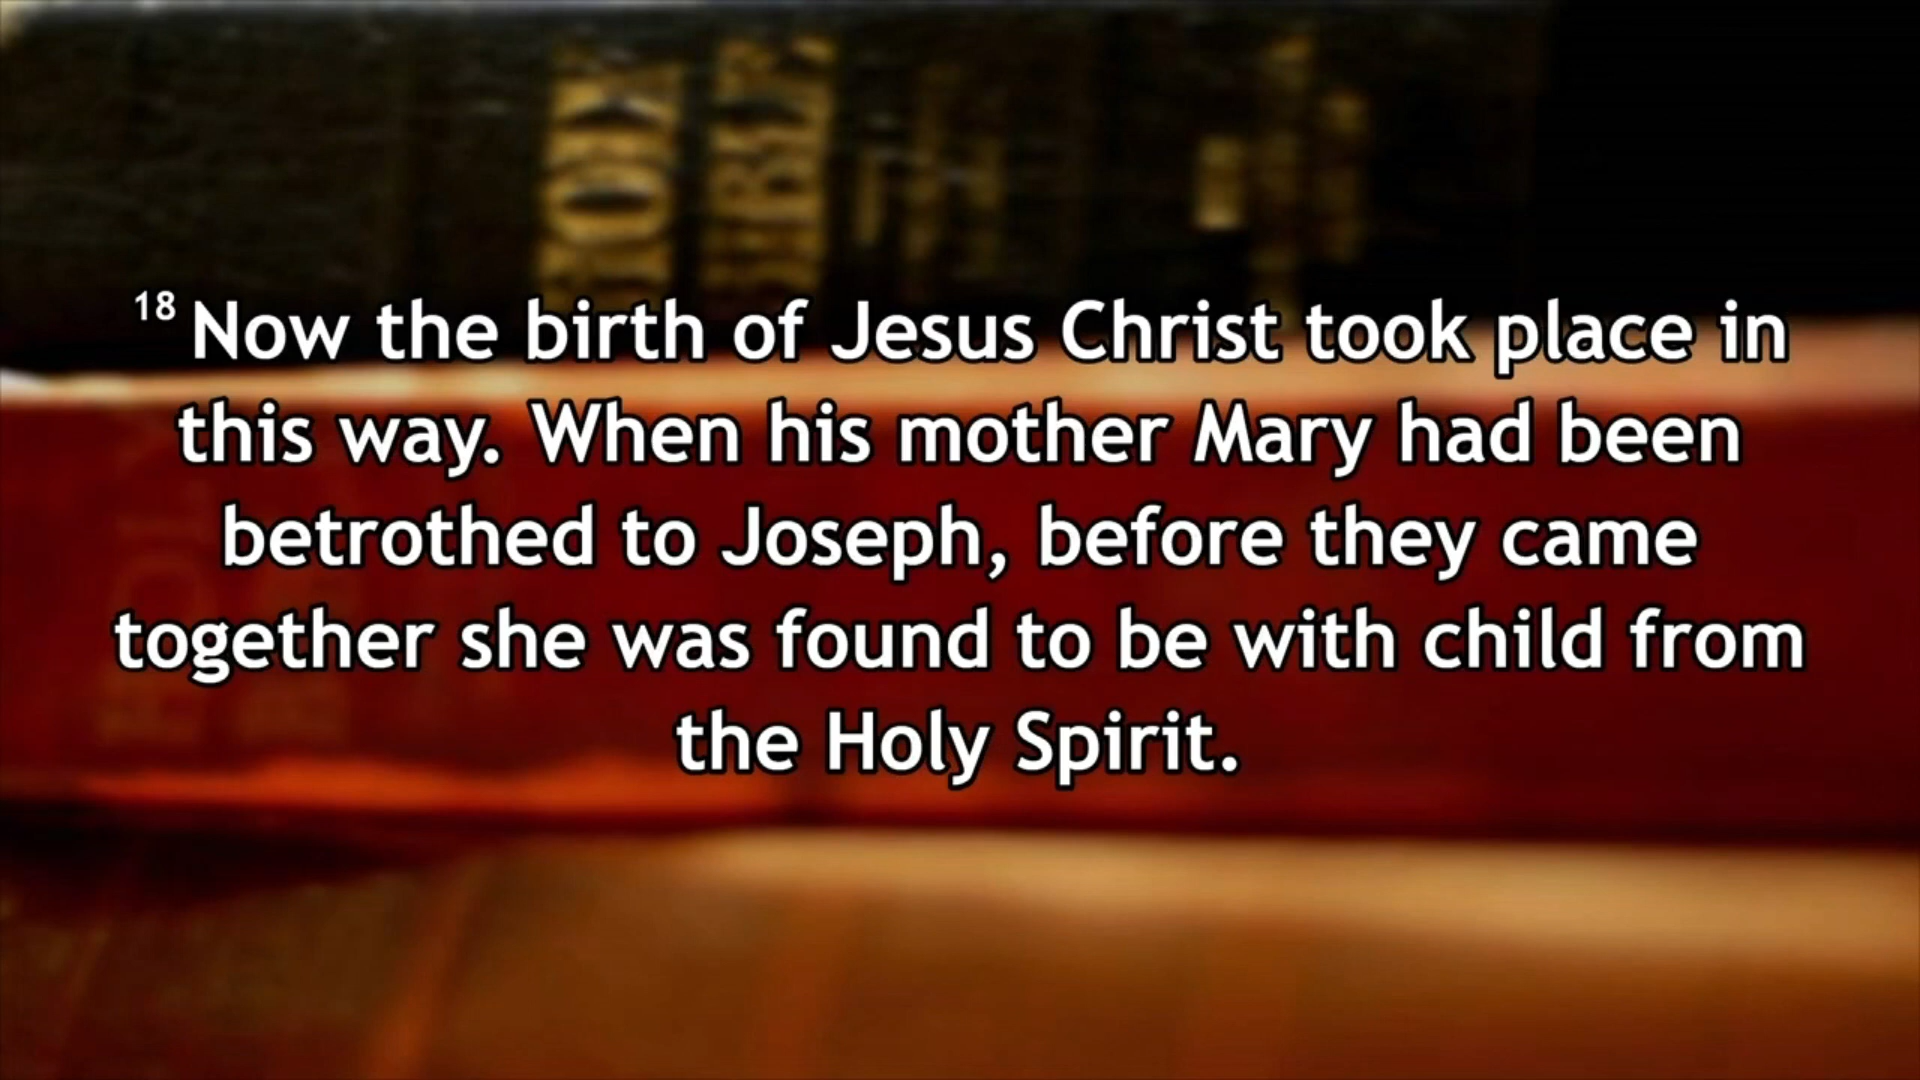 18 Now the birth of Jesus Christ took place in
this way. When his mother Mary had been
betrothed to Joseph, before they came
together she was found to be with child from
the Holy Spirit.